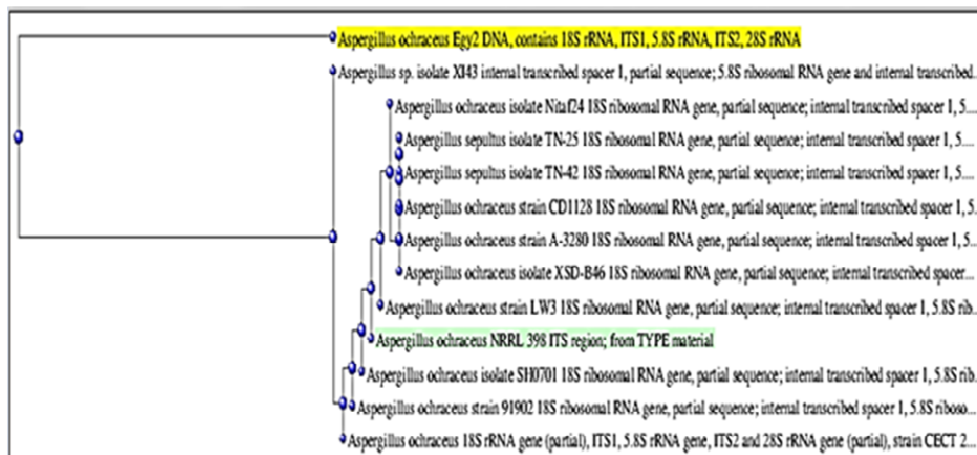 Aspergillus ochraceus Egy2 DNA, contains 18S rRNA, ITS1, 5.8S rRNA, ITS2, 28S rRNA
Aspergillus sp. isolate XI43 internal transcribed spacer 1, partial sequence; 5.8S ribosomal RNA gene and internal transcribed...
Aspergillus ochraceus isolate Nitaf24 18S ribosomal RNA gene, partial sequence; internal transcribed spacer 1, 5....
Aspergillus sepultus isolate TN-25 18S ribosomal RNA gene, partial sequence; internal transcribed spacer 1, 5....
Aspergillus sepultus isolate TN-42 18S ribosomal RNA gene, partial sequence; internal transcribed spacer 1, 5....
Aspergillus ochraceus strain CD1128 18S ribosomal RNA gene, partial sequence; internal transcribed spacer 1, 5...
Aspergillus ochraceus strain A-3280 18S ribosomal RNA gene, partial sequence; internal transcribed spacer 1, 5...
Aspergillus ochraceus isolate XSD-B46 18S ribosomal RNA gene, partial sequence; internal transcribed spacer...
Aspergillus ochraceus strain LW3 18S ribosomal RNA gene, partial sequence; internal transcribed spacer 1, 5.8S rib...
Aspergillus ochraceus NRRL 398 ITS region; from TYPE material
Aspergillus ochraceus isolate SH0701 18S ribosomal RNA gene, partial sequence; internal transcribed spacer 1, 5.8S rib...
Aspergillus ochraceus strain 91902 18S ribosomal RNA gene, partial sequence; internal transcribed spacer 1, 5.8S riboso...
Aspergillus ochraceus 18S rRNA gene (partial), ITS1, 5.8S rRNA gene, ITS2 and 28S rRNA gene (partial), strain CECT 2...